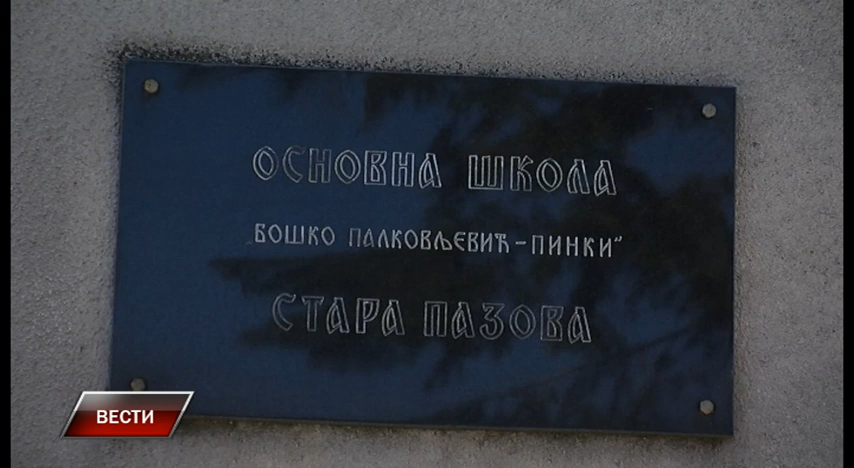 ОСНОВНА ШКОЛА
„БОШКО ПАЛКОВЉЕВИЋ - ПИНКИ“
СТАРА ПАЗОВА
ВЕСТИ